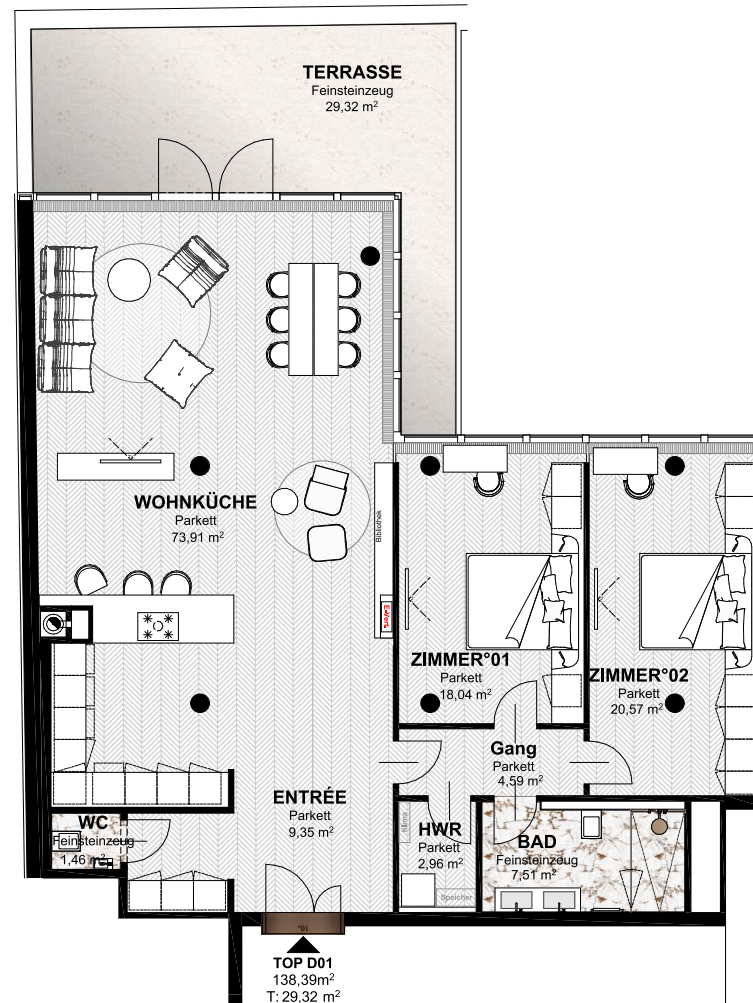 TERRASSE
Feinsteinzeug
29,32 m²
WOHNKÜCHE
Parkett
73,91 m²
Bibliothek
E-Vert.
ZIMMER°01
Parkett
18,04 m²
ZIMMER°02
Parkett
20,57 m²
Gang
Parkett
4,59 m²
ENTRÉE
Parkett
9,35 m²
WC
Feinsteinzeug
1,46 m²
HWR
Parkett
2,96 m²
Speicher
BAD
Feinsteinzeug
7,51 m²
TOP D01
138,39m²
T: 29,32 m²